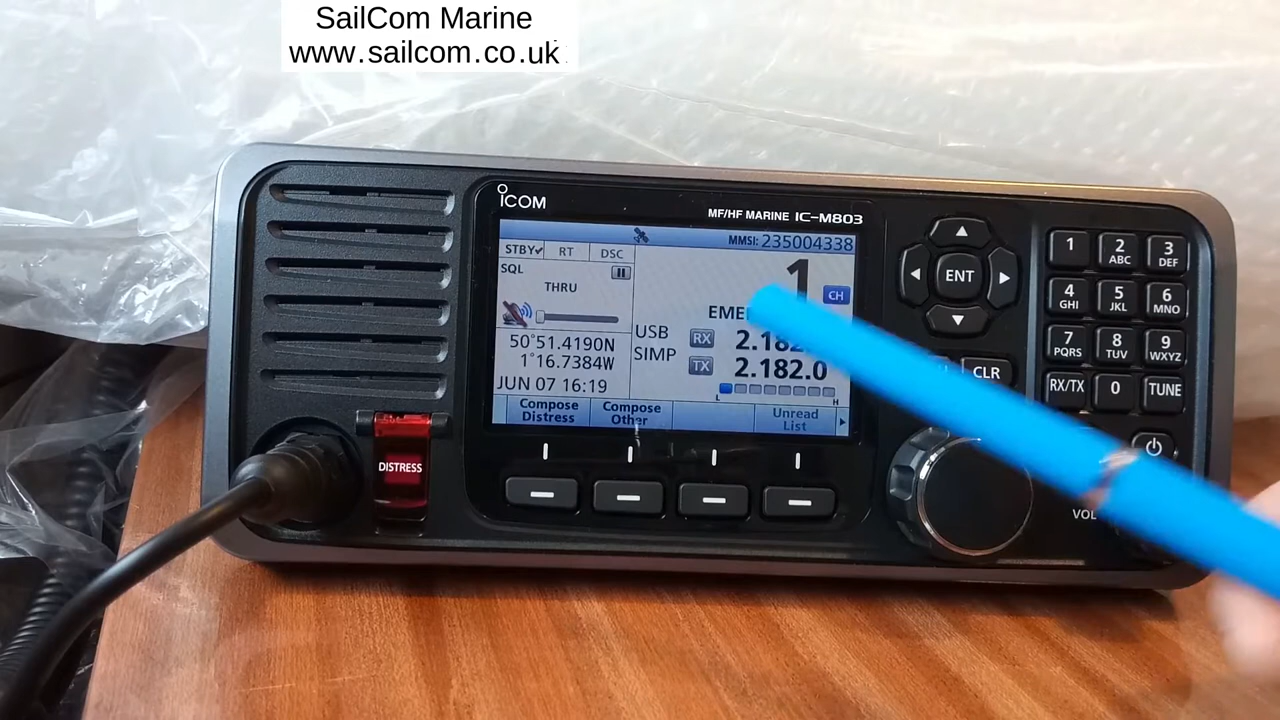 SailCom Marine
www.sailcom.co.uk
ICOM
MF/HF MARINE IC-M803
MMSI: 235004338
STBY RT DSC
SQL
THRU
1
CH
USB
SIMP
RX
TX 2.182.0
50°51.4190N
1°16.7384W
JUN 07 16:19
L H
Compose Distress
Compose Other
Unread List
DISTRESS
ENT
CLR
1
2 ABC
3 DEF
4 GHI
5 JKL
6 MNO
7 PQRS
8 TUV
9 WXYZ
RX/TX
0
TUNE
VOL